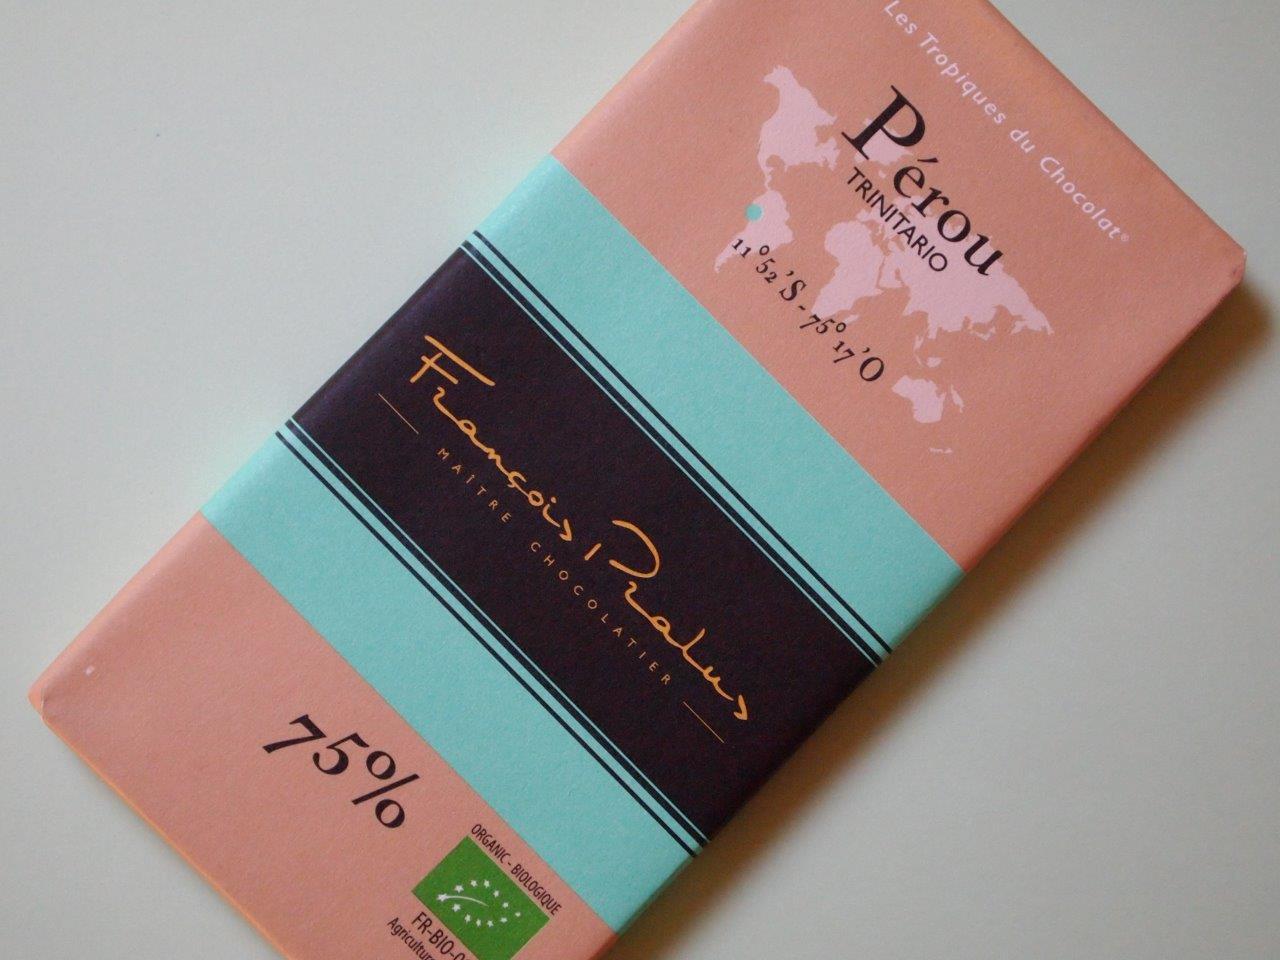 Les Tropiques du Chocolat®
Pérou
TRINITARIO
11°52'S - 75°17'O
François Pralus
MAÎTRE CHOCOLATIER
75%
ORGANIC - BIOLOGIQUE